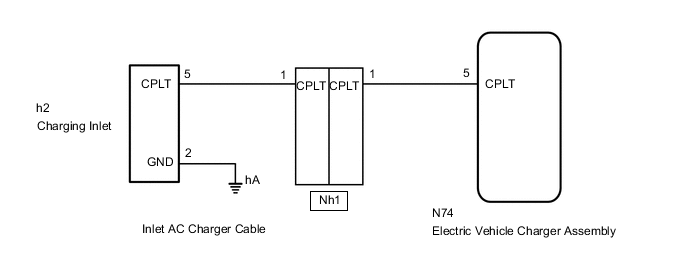 5
1
1
5
CPLT
CPLT
CPLT
CPLT
h2
Charging Inlet
GND
2
hA
Nh1
N74
Inlet AC Charger Cable
Electric Vehicle Charger Assembly